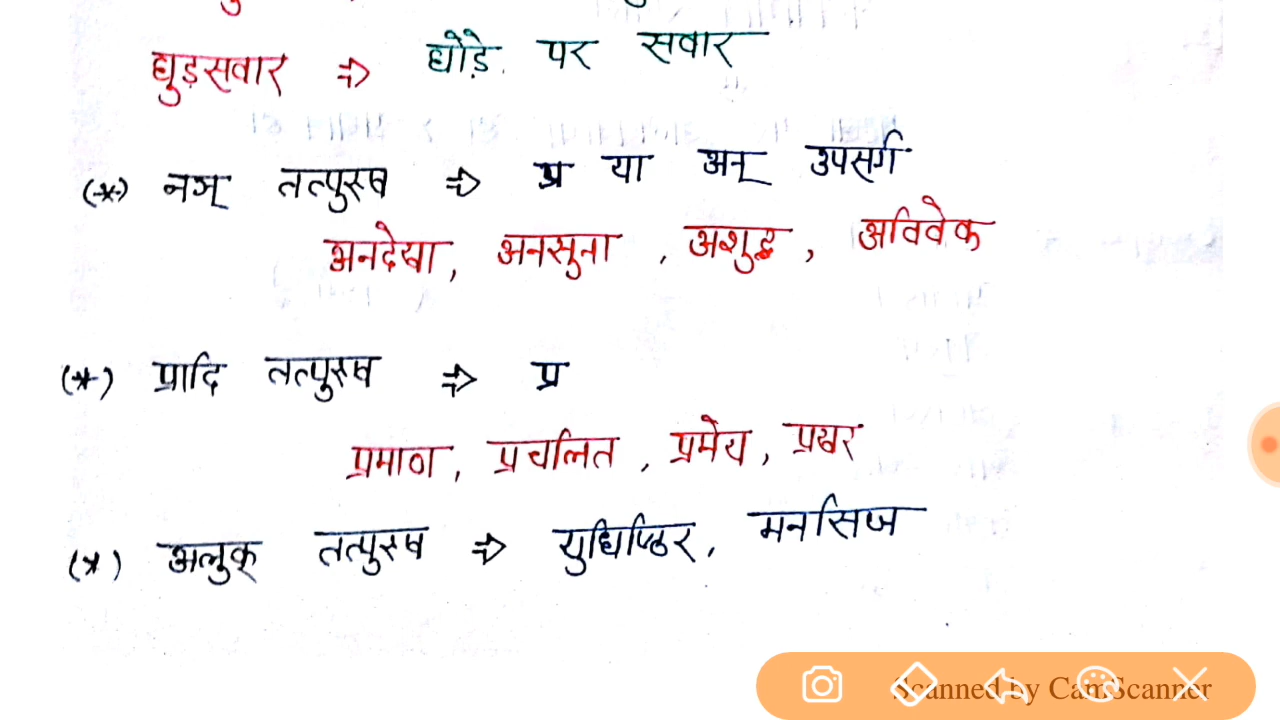 घुड़सवार => घोड़े पर सवार
(*) नञ् तत्पुरुष => अ या अन् उपसर्ग
अनदेखा, अनसुना, अशुद्ध, अविवेक
(*) प्रादि तत्पुरुष => प्र
प्रमाण, प्रचलित, प्रमेय, प्रखर
(*) अलुक् तत्पुरुष => युधिष्ठिर, मनसिज
Scanned by CamScanner